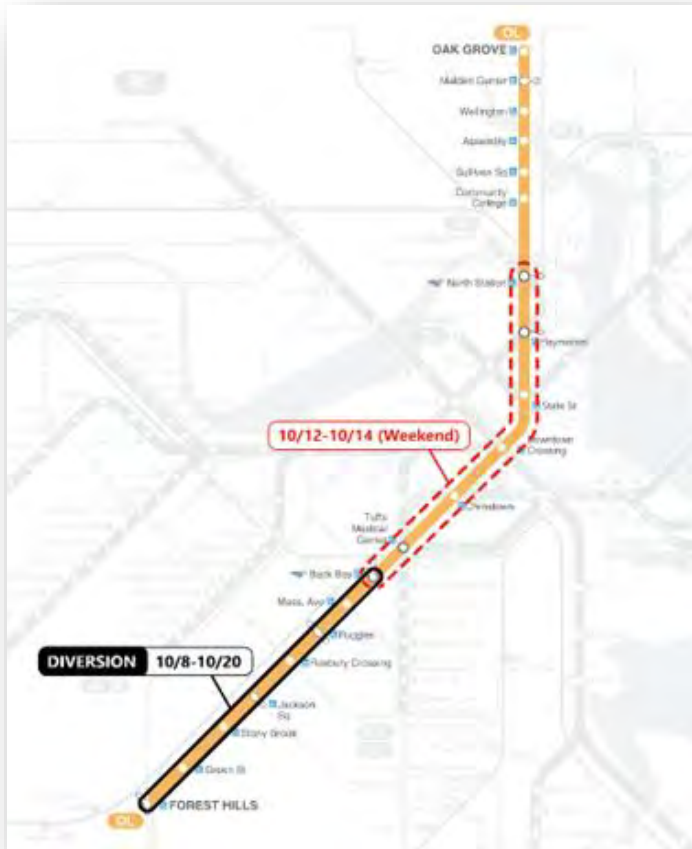 OL
OAK GROVE
Malden Center
Wellington
Assembly
Sullivan Sq
Community
College
North Station
Haymarket
State St
10/12-10/14 (Weekend)
Downtown
Crossing
Chinatown
Tufts
Medical
Center
Back Bay
Mass. Ave
Ruggles
DIVERSION 10/8-10/20
Roxbury Crossing
Jackson
Sq
Stony Brook
Green St
FOREST HILLS
OL